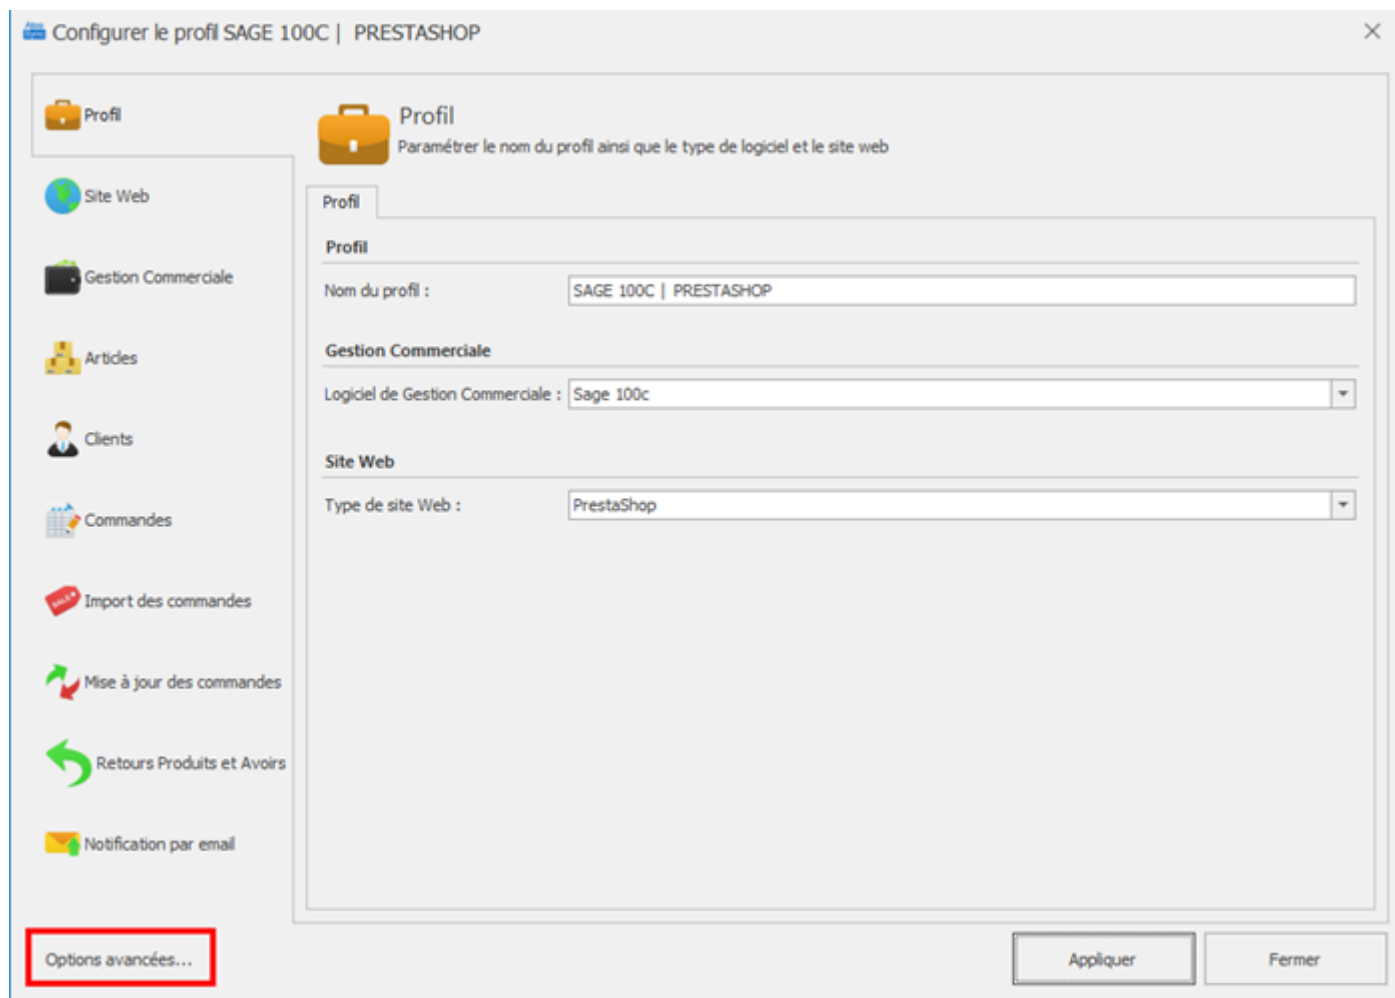 Configurer le profil SAGE 100C | PRESTASHOP
Profil
Site Web
Gestion Commerciale
Articles
Clients
Commandes
Import des commandes
Mise à jour des commandes
Retours Produits et Avoirs
Notification par email
Profil
Paramétrer le nom du profil ainsi que le type de logiciel et le site web
Profil
Profil
Nom du profil : SAGE 100C | PRESTASHOP
Gestion Commerciale
Logiciel de Gestion Commerciale : Sage 100c
Site Web
Type de site Web : PrestaShop
Options avancées...
Appliquer
Fermer